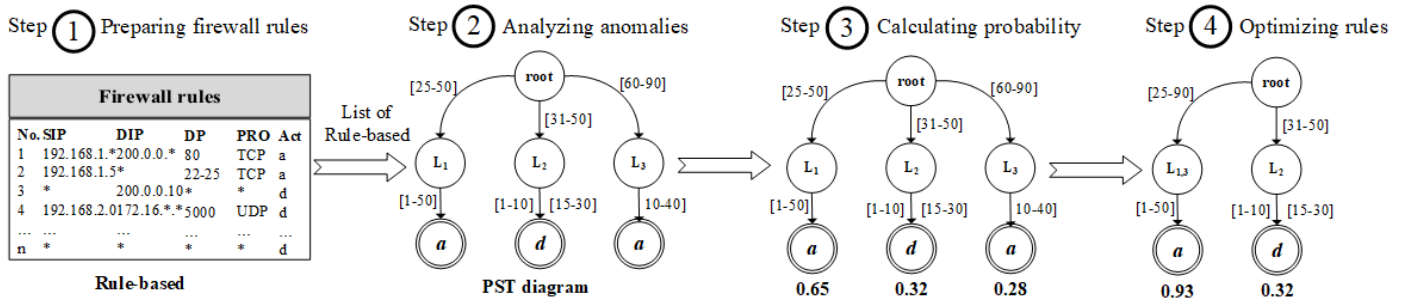 Step 1 Preparing firewall rules
Step 2 Analyzing anomalies
Step 3 Calculating probability
Step 4 Optimizing rules
Firewall rules
No. SIP DIP DP PRO Act
1 192.168.1.* 200.0.0.* 80 TCP a
2 192.168.1.5 * 22-25 TCP a
3 * 200.0.0.10 * * d
4 192.168.2.0 172.16.*.* 5000 UDP d
... ... ... ... ... ...
n * * * * d
Rule-based
List of
Rule-based
root
[25-50] [60-90]
[31-50]
L1 L2 L3
[1-50] [1-10] [15-30] 10-40]
a d a
PST diagram
root
[25-50] [60-90]
[31-50]
L1 L2 L3
[1-50] [1-10] [15-30] 10-40]
a d a
0.65 0.32 0.28
root
[25-90]
[31-50]
L1,3 L2
[1-50] [1-10] [15-30]
a d
0.93 0.32